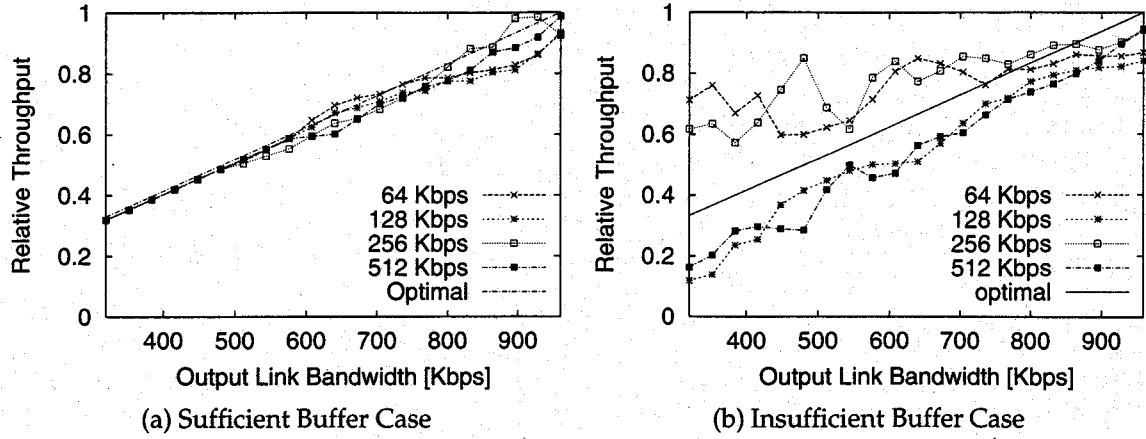 1
0.8
0.6
0.4
0.2
0
Relative Throughput
64 Kbps
128 Kbps
256 Kbps
512 Kbps
Optimal
400 500 600 700 800 900
Output Link Bandwidth [Kbps]
(a) Sufficient Buffer Case
1
0.8
0.6
0.4
0.2
0
Relative Throughput
64 Kbps
128 Kbps
256 Kbps
512 Kbps
optimal
400 500 600 700 800 900
Output Link Bandwidth [Kbps]
(b) Insufficient Buffer Case